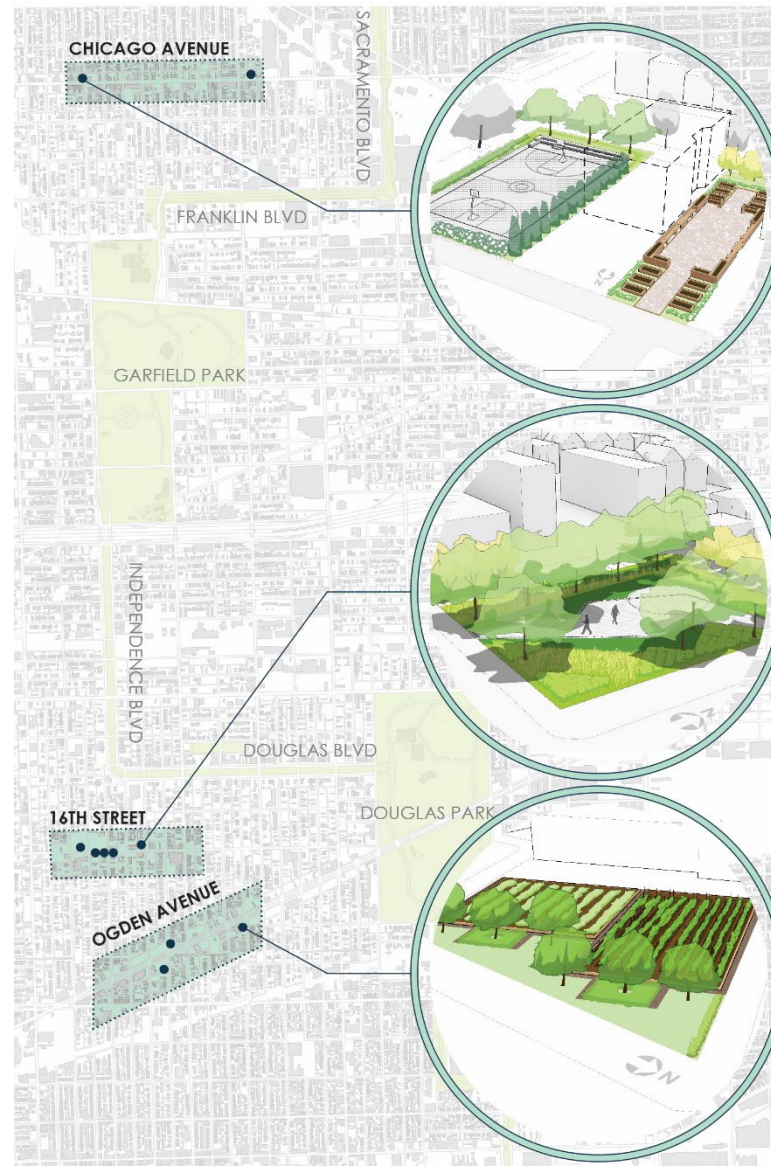 CHICAGO AVENUE
SACRAMENTO BLVD
FRANKLIN BLVD
N
GARFIELD PARK
INDEPENDENCE BLVD
N
DOUGLAS BLVD
DOUGLAS PARK
16TH STREET
OGDEN AVENUE
N